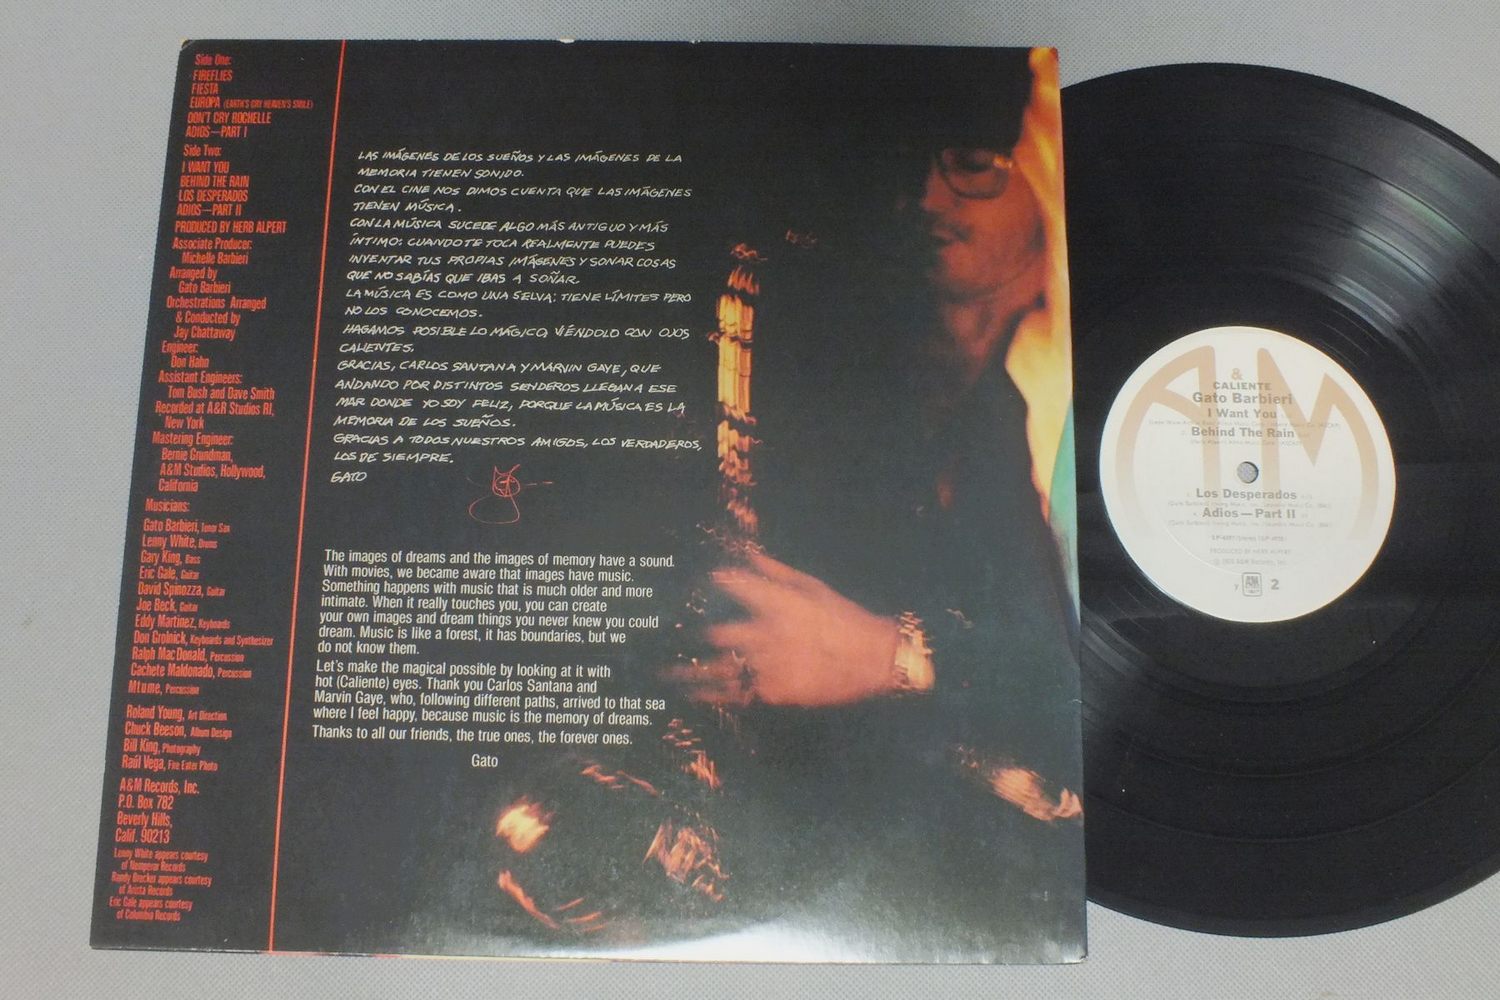 Side One:
FIREFLIES
FIESTA
EUROPA (EARTH'S CRY HEAVEN'S SMILE)
DON'T CRY ROCHELLE
ADIOS—PART I
Side Two:
I WANT YOU
BEHIND THE RAIN
LOS DESPERADOS
ADIOS—PART II
PRODUCED BY HERB ALPERT
Associate Producer:
Michelle Barbieri
Arranged by
Gato Barbieri
Orchestrations Arranged
& Conducted by
Jay Chattaway
Engineer:
Don Hahn
Assistant Engineers:
Tom Bush and Dave Smith
Recorded at A&R Studios RI,
New York
Mastering Engineer:
Bernie Grundman,
A&M Studios, Hollywood,
California
Musicians:
Gato Barbieri, Tenor Sax
Lenny White, Drums
Gary King, Bass
Eric Gale, Guitar
David Spinozza, Guitar
Joe Beck, Guitar
Eddy Martinez, Keyboards
Don Grolnick, Keyboards and Synthesizer
Ralph MacDonald, Percussion
Cachete Maldonado, Percussion
Mtume, Percussion
Roland Young, Art Direction
Chuck Beeson, Album Design
Bill King, Photography
Raúl Vega, Fire Eater Photo
A&M Records, Inc.
P.O. Box 782
Beverly Hills,
Calif. 90213
Lenny White appears courtesy
of Nemperor Records
Randy Brecker appears courtesy
of Arista Records
Eric Gale appears courtesy
of Columbia Records
LAS IMÁGENES DE LOS SUEÑOS Y LAS IMÁGENES DE LA
MEMORIA TIENEN SONIDO.
CON EL CINE NOS DIMOS CUENTA QUE LAS IMÁGENES
TIENEN MÚSICA.
CON LA MÚSICA SUCEDE ALGO MÁS ANTIGUO Y MÁS
ÍNTIMO: CUANDO TE TOCA REALMENTE PUEDES
INVENTAR TUS PROPIAS IMÁGENES Y SONAR COSAS
QUE NO SABÍAS QUE IBAS A SOÑAR.
LA MÚSICA ES COMO UNA SELVA; TIENE LÍMITES PERO
NO LOS CONOCEMOS.
HAGAMOS POSIBLE LO MÁGICO, VIÉNDOLO CON OJOS
CALIENTES.
GRACIAS, CARLOS SANTANA Y MARVIN GAYE, QUE
ANDANDO POR DISTINTOS SENDEROS LLEGAN A ESE
MAR DONDE YO SOY FELIZ, PORQUE LA MÚSICA ES LA
MEMORIA DE LOS SUEÑOS.
GRACIAS A TODOS NUESTROS AMIGOS, LOS VERDADEROS,
LOS DE SIEMPRE.
GATO
The images of dreams and the images of memory have a sound.
With movies, we became aware that images have music.
Something happens with music that is much older and more
intimate. When it really touches you, you can create
your own images and dream things you never knew you could
dream. Music is like a forest, it has boundaries, but we
do not know them.
Let's make the magical possible by looking at it with
hot (Caliente) eyes. Thank you Carlos Santana and
Marvin Gaye, who, following different paths, arrived to that sea
where I feel happy, because music is the memory of dreams.
Thanks to all our friends, the true ones, the forever ones.
Gato
A & M
CALIENTE
Gato Barbieri
I Want You
Behind The Rain
Los Desperados
Adios—Part II
PRODUCED BY HERB ALPERT
Y A&M 2